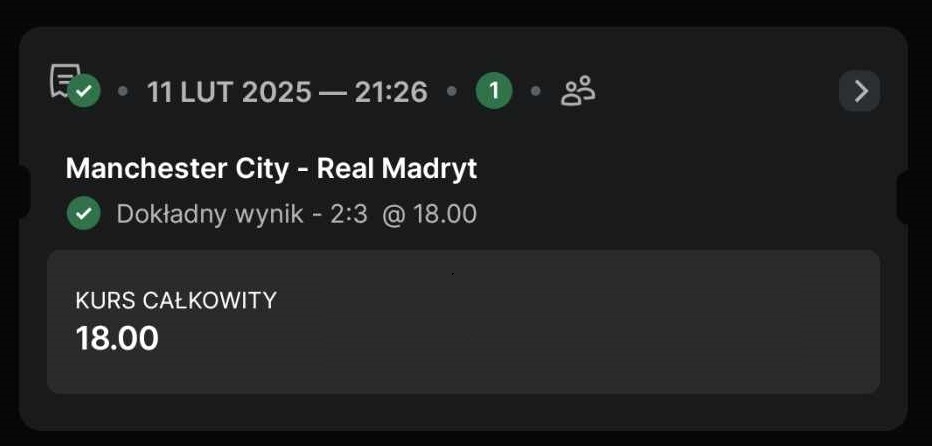 11 LUT 2025 — 21:26 • 1 •
Manchester City - Real Madryt
Dokładny wynik - 2:3 @ 18.00
KURS CAŁKOWITY
18.00